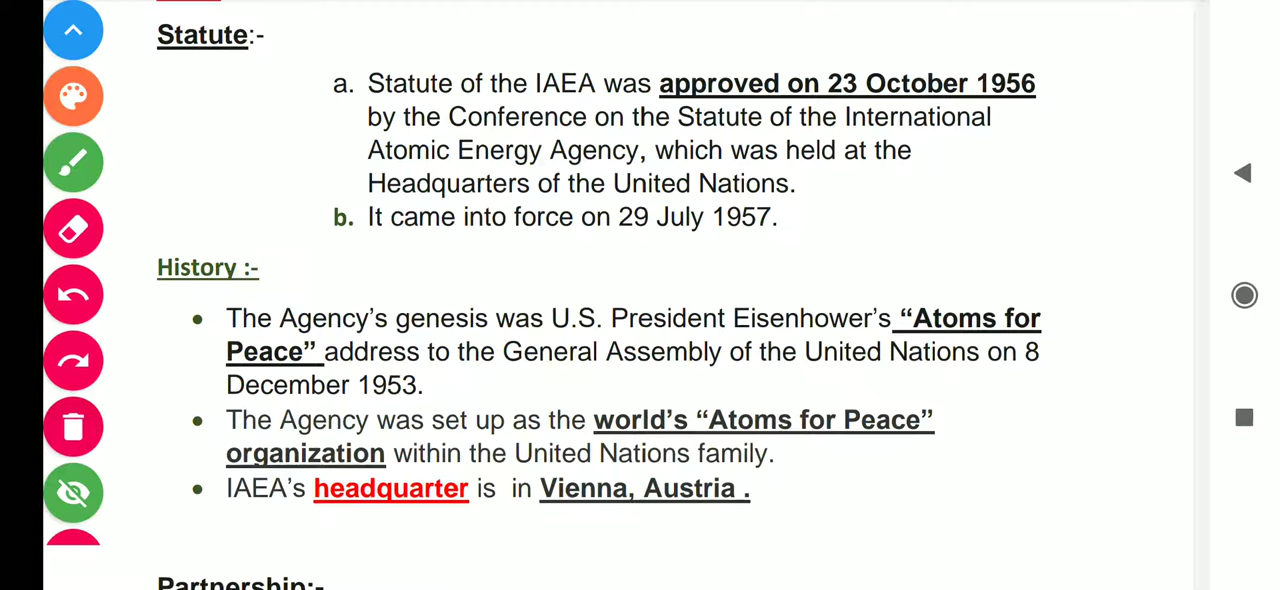 Statute:-
a. Statute of the IAEA was approved on 23 October 1956
by the Conference on the Statute of the International
Atomic Energy Agency, which was held at the
Headquarters of the United Nations.
b. It came into force on 29 July 1957.
History :-
• The Agency’s genesis was U.S. President Eisenhower’s “Atoms for
Peace” address to the General Assembly of the United Nations on 8
December 1953.
• The Agency was set up as the world’s “Atoms for Peace”
organization within the United Nations family.
• IAEA’s headquarter is in Vienna, Austria .
Partnership:-